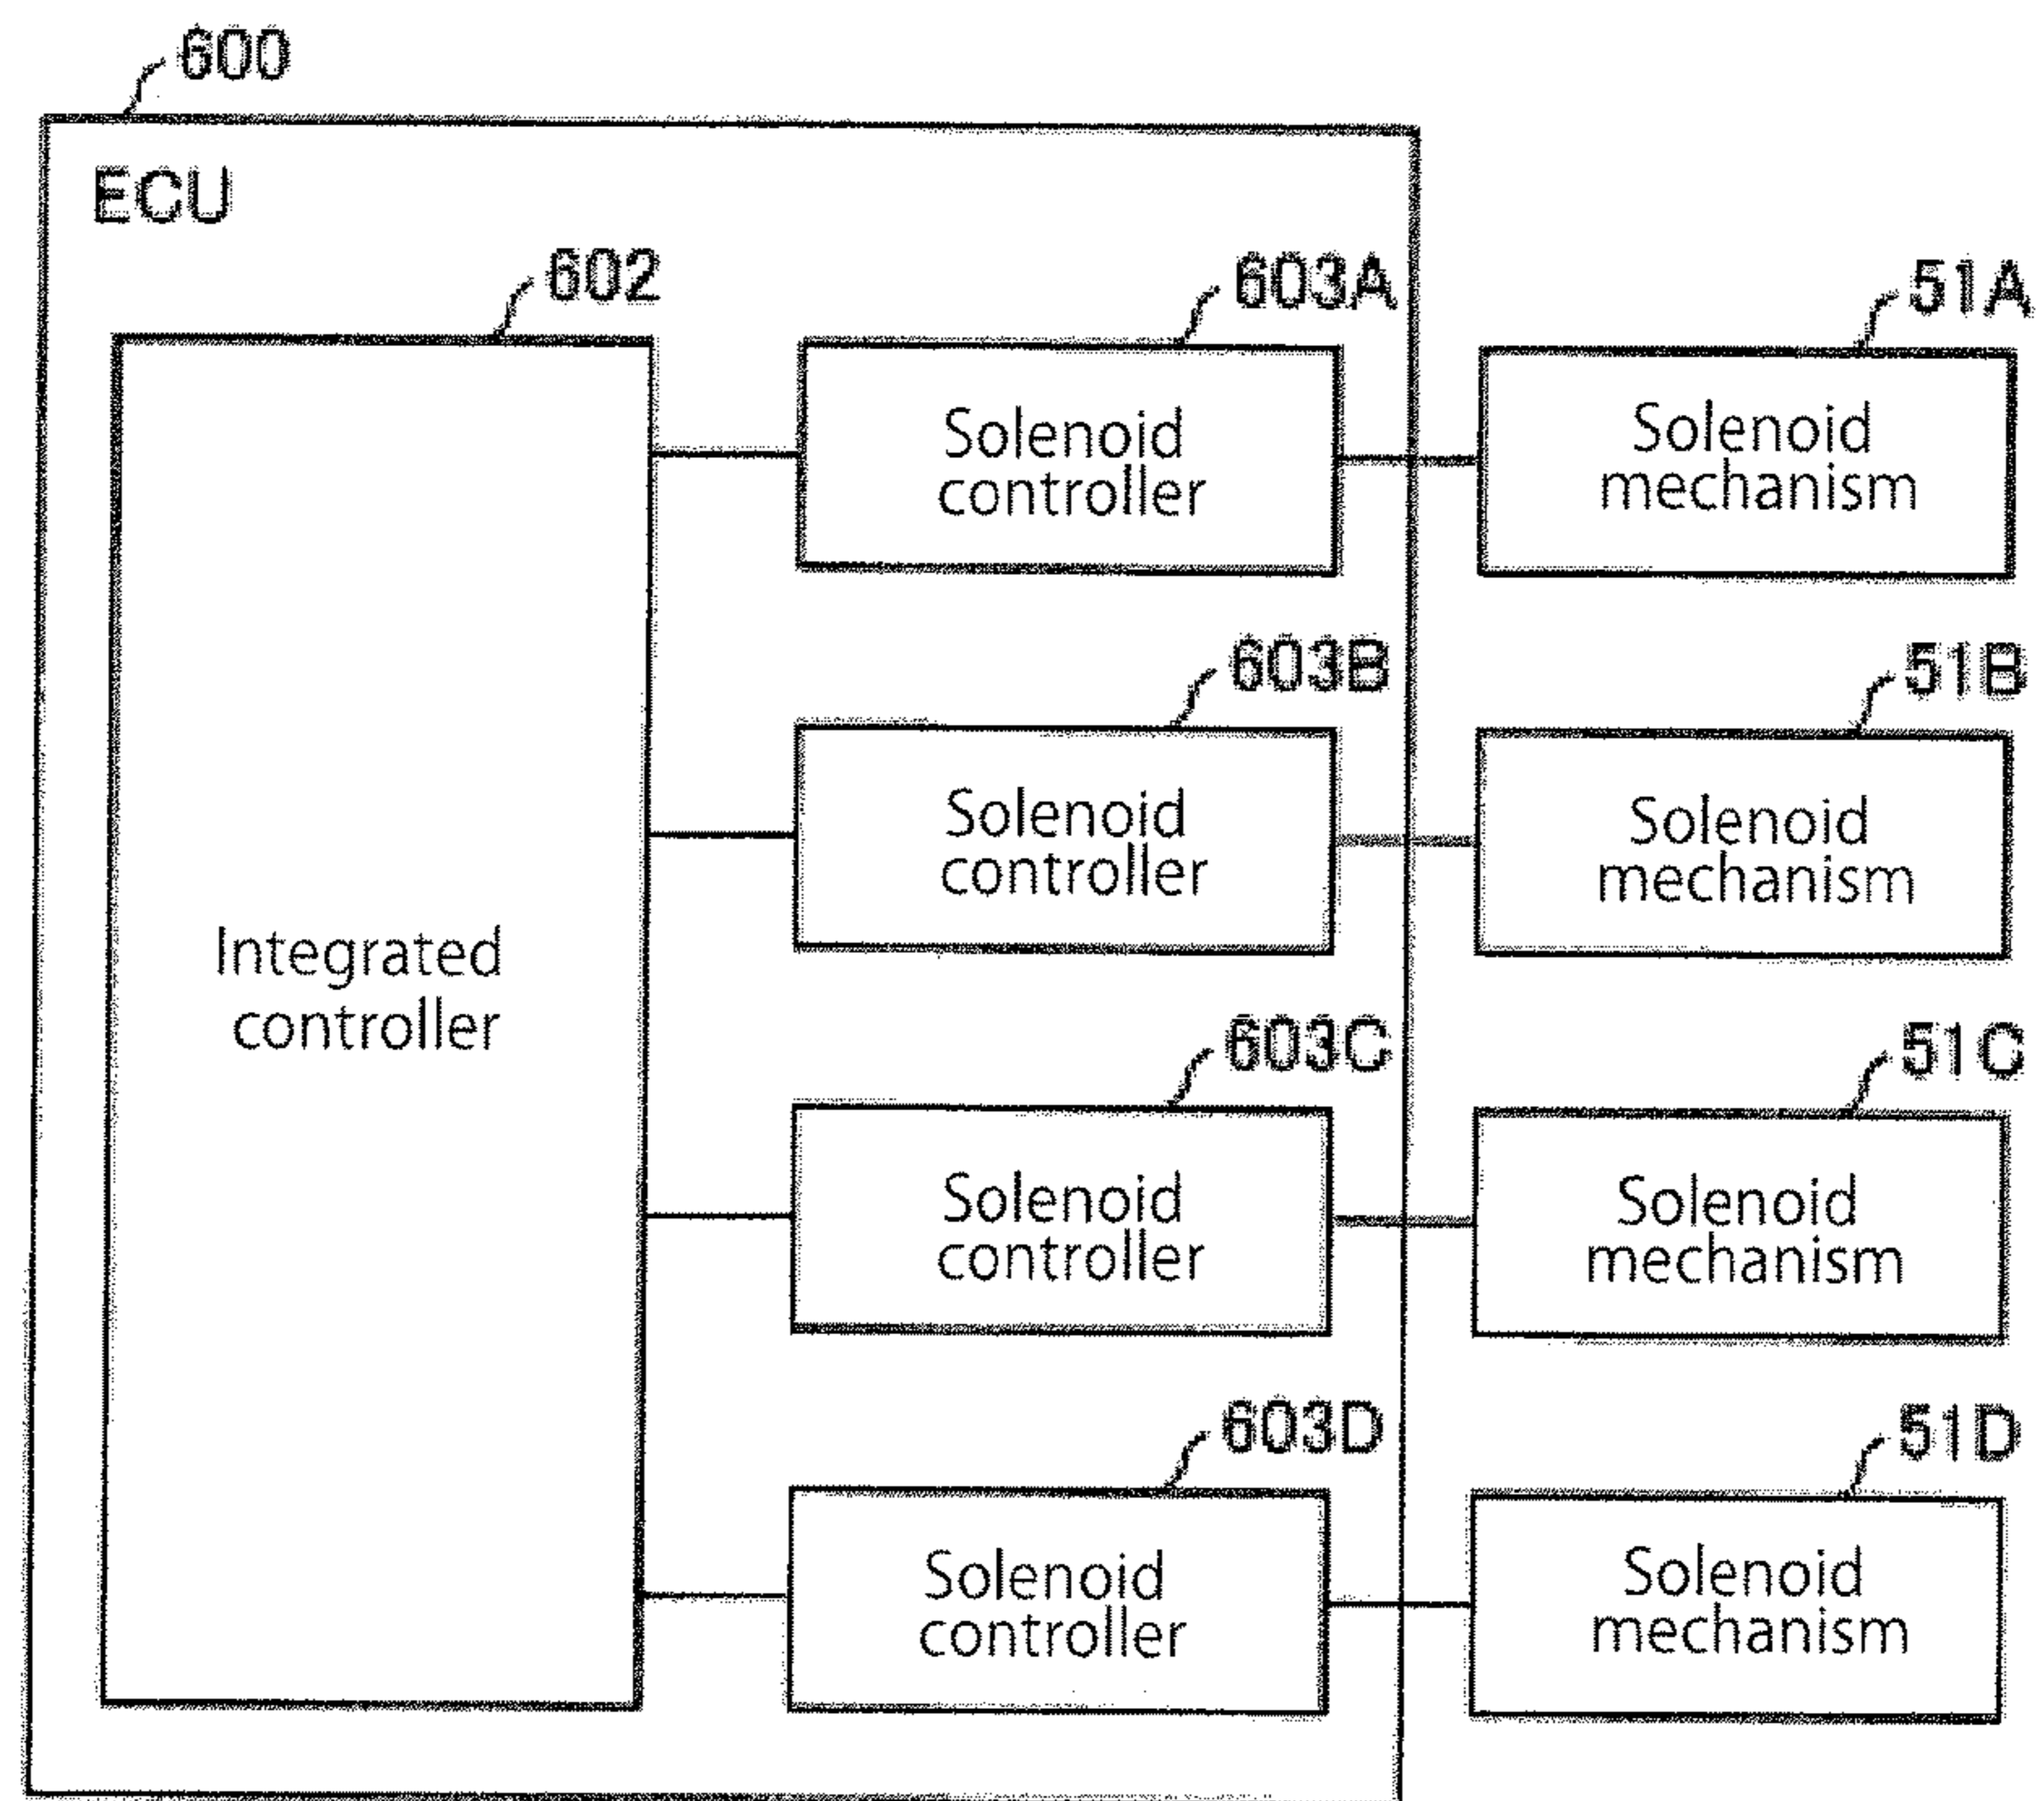 600
ECU
602
603A
51A
Solenoid
controller
Solenoid
mechanism
603B
51B
Solenoid
controller
Solenoid
mechanism
Integrated
controller
603C
51C
Solenoid
controller
Solenoid
mechanism
603D
51D
Solenoid
controller
Solenoid
mechanism